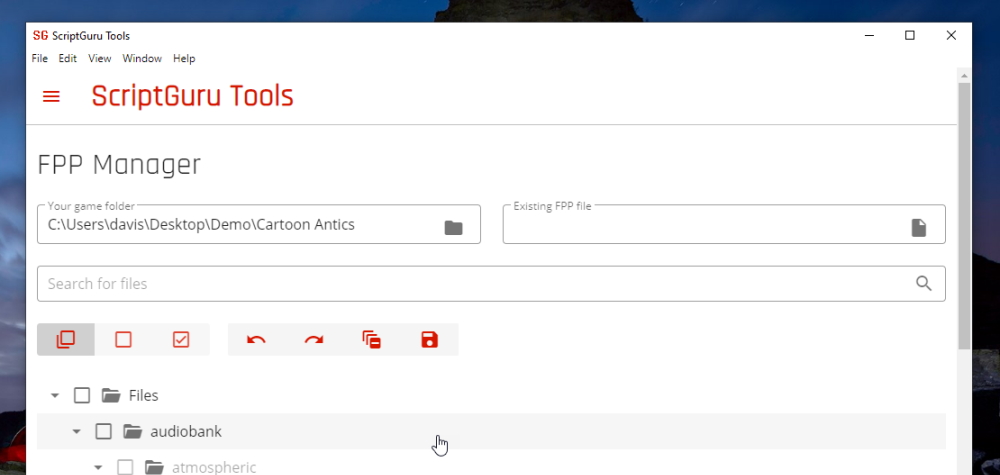 SG ScriptGuru Tools
File Edit View Window Help
ScriptGuru Tools
FPP Manager
Your game folder
C:\Users\davis\Desktop\Demo\Cartoon Antics
Existing FPP file
Search for files
Files
audiobank
atmospheric